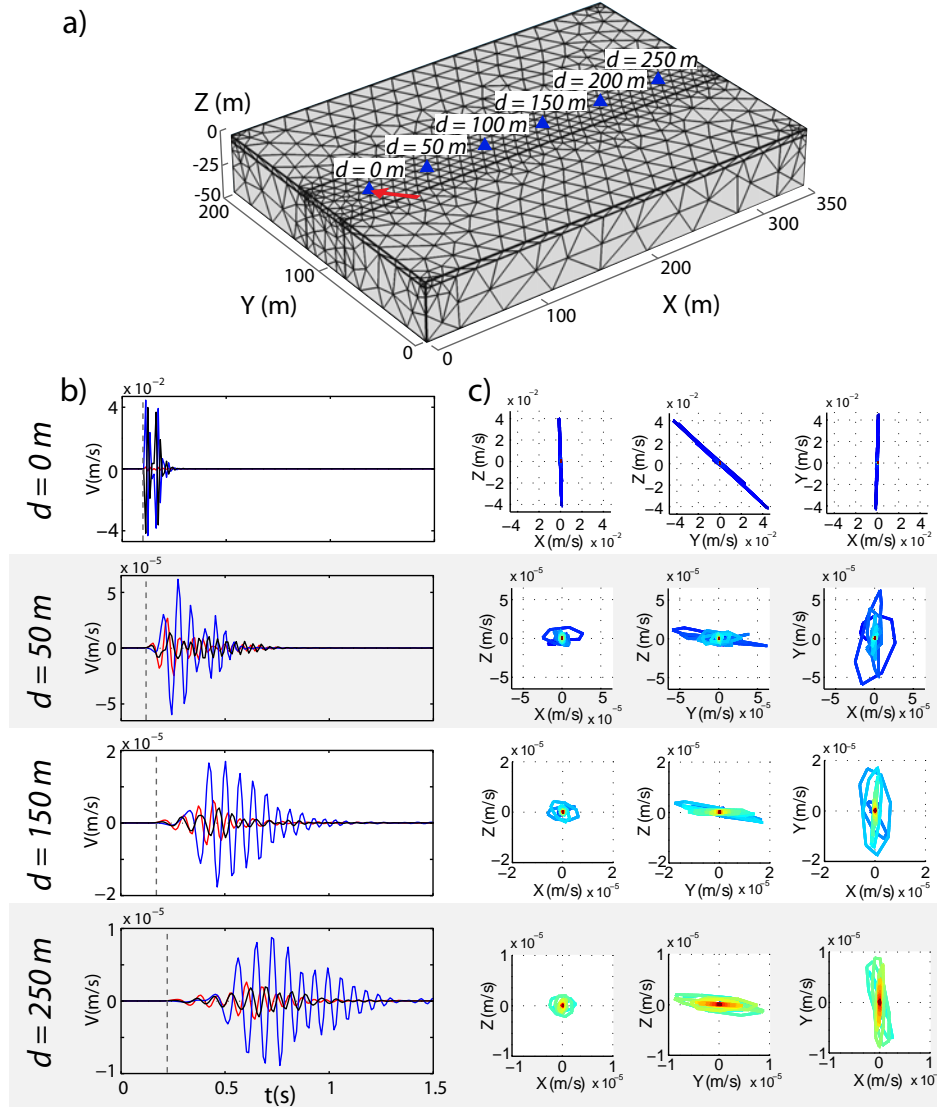 a)
d = 250 m
d = 200 m
d = 150 m
d = 100 m
d = 50 m
d = 0 m
Z (m)
0
-25
-50
200
100
0
Y (m)
0
100
200
300
350
X (m)
b)
c)
d = 0 m
x 10⁻²
4
0
−4
V(m/s)
x 10⁻²
4
2
0
−2
−4
Z (m/s)
−4 −2 0 2 4
X (m/s) x 10⁻²
x 10⁻²
4
2
0
−2
−4
Z (m/s)
−4 −2 0 2 4
Y (m/s) x 10⁻²
x 10⁻²
4
2
0
−2
−4
Y (m/s)
−4 −2 0 2 4
X (m/s) x 10⁻²
d = 50 m
x 10⁻⁵
5
0
−5
V(m/s)
x 10⁻⁵
5
0
−5
Z (m/s)
−5 0 5
X (m/s) x 10⁻⁵
x 10⁻⁵
5
0
−5
Z (m/s)
−5 0 5
Y (m/s) x 10⁻⁵
x 10⁻⁵
5
0
−5
Y (m/s)
−5 0 5
X (m/s) x 10⁻⁵
d = 150 m
x 10⁻⁵
2
0
−2
V(m/s)
x 10⁻⁵
2
0
−2
Z (m/s)
−2 0 2
X (m/s) x 10⁻⁵
x 10⁻⁵
2
0
−2
Z (m/s)
−2 0 2
Y (m/s) x 10⁻⁵
x 10⁻⁵
2
0
−2
Y (m/s)
−2 0 2
X (m/s) x 10⁻⁵
d = 250 m
x 10⁻⁵
1
0
−1
V(m/s)
0 0.5 1 1.5
t(s)
x 10⁻⁵
1
0
−1
Z (m/s)
−1 0 1
X (m/s) x 10⁻⁵
x 10⁻⁵
1
0
−1
Z (m/s)
−1 0 1
Y (m/s) x 10⁻⁵
x 10⁻⁵
1
0
−1
Y (m/s)
−1 0 1
X (m/s) x 10⁻⁵